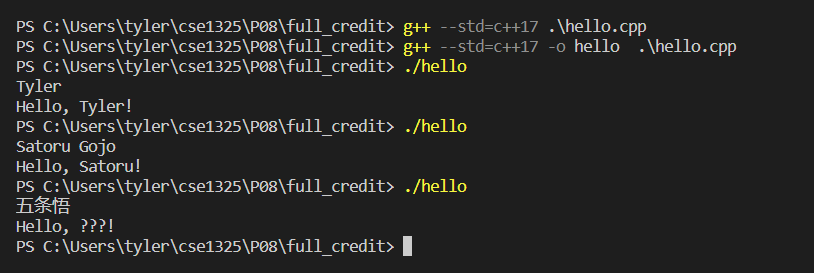 PS C:\Users\tyler\cse1325\P08\full_credit> g++ --std=c++17 .\hello.cpp
PS C:\Users\tyler\cse1325\P08\full_credit> g++ --std=c++17 -o hello  .\hello.cpp
PS C:\Users\tyler\cse1325\P08\full_credit> ./hello
Tyler
Hello, Tyler!
PS C:\Users\tyler\cse1325\P08\full_credit> ./hello
Satoru Gojo
Hello, Satoru!
PS C:\Users\tyler\cse1325\P08\full_credit> ./hello
五条悟
Hello, ???!
PS C:\Users\tyler\cse1325\P08\full_credit>